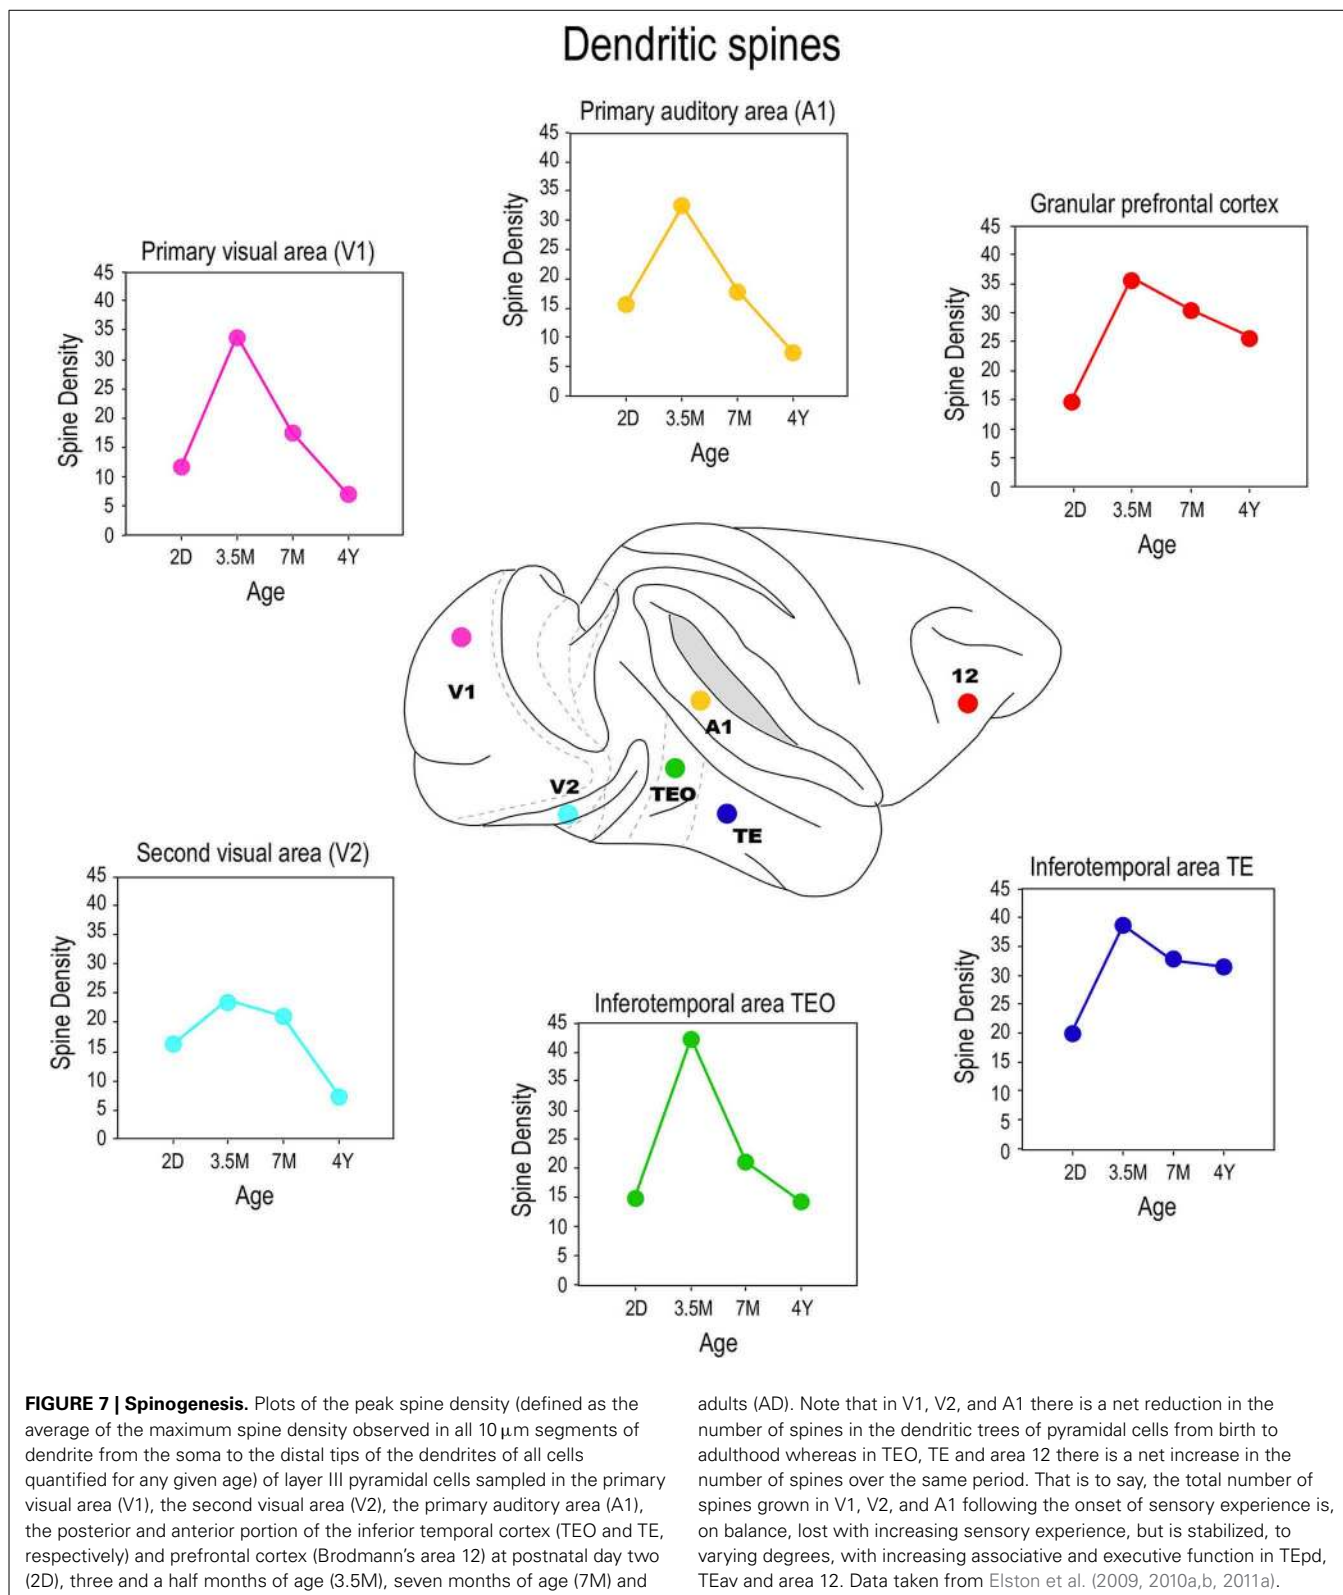 Dendritic spines
Primary auditory area (A1)
45
40
35
30
25
20
15
10
5
0
Spine Density
2D 3.5M 7M 4Y
Age
Granular prefrontal cortex
45
40
35
30
25
20
15
10
5
0
Spine Density
2D 3.5M 7M 4Y
Age
Primary visual area (V1)
45
40
35
30
25
20
15
10
5
0
Spine Density
2D 3.5M 7M 4Y
Age
V1
V2
A1
TEO
TE
12
Second visual area (V2)
45
40
35
30
25
20
15
10
5
0
Spine Density
2D 3.5M 7M 4Y
Age
Inferotemporal area TEO
45
40
35
30
25
20
15
10
5
0
Spine Density
2D 3.5M 7M 4Y
Age
Inferotemporal area TE
45
40
35
30
25
20
15
10
5
0
Spine Density
2D 3.5M 7M 4Y
Age
FIGURE 7 | Spinogenesis. Plots of the peak spine density (defined as the
average of the maximum spine density observed in all 10 μm segments of
dendrite from the soma to the distal tips of the dendrites of all cells
quantified for any given age) of layer III pyramidal cells sampled in the primary
visual area (V1), the second visual area (V2), the primary auditory area (A1),
the posterior and anterior portion of the inferior temporal cortex (TEO and TE,
respectively) and prefrontal cortex (Brodmann's area 12) at postnatal day two
(2D), three and a half months of age (3.5M), seven months of age (7M) and
adults (AD). Note that in V1, V2, and A1 there is a net reduction in the
number of spines in the dendritic trees of pyramidal cells from birth to
adulthood whereas in TEO, TE and area 12 there is a net increase in the
number of spines over the same period. That is to say, the total number of
spines grown in V1, V2, and A1 following the onset of sensory experience is,
on balance, lost with increasing sensory experience, but is stabilized, to
varying degrees, with increasing associative and executive function in TEpd,
TEav and area 12. Data taken from Elston et al. (2009, 2010a,b, 2011a).